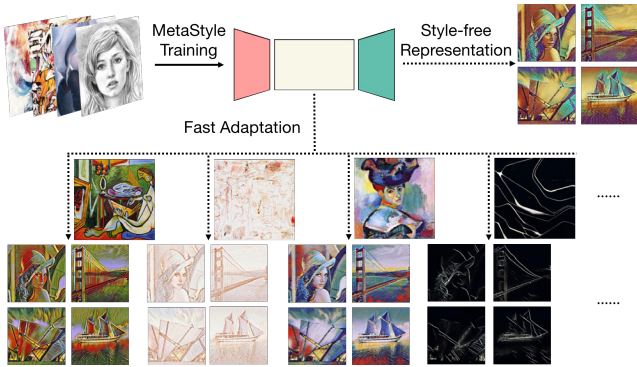 MetaStyle
Training
Style-free
Representation
Fast Adaptation
......
......